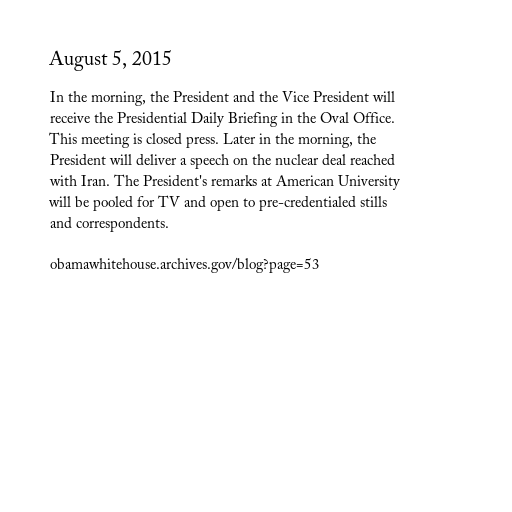 August 5, 2015
In the morning, the President and the Vice President will
receive the Presidential Daily Briefing in the Oval Office.
This meeting is closed press. Later in the morning, the
President will deliver a speech on the nuclear deal reached
with Iran. The President's remarks at American University
will be pooled for TV and open to pre-credentialed stills
and correspondents.
obamawhitehouse.archives.gov/blog?page=53